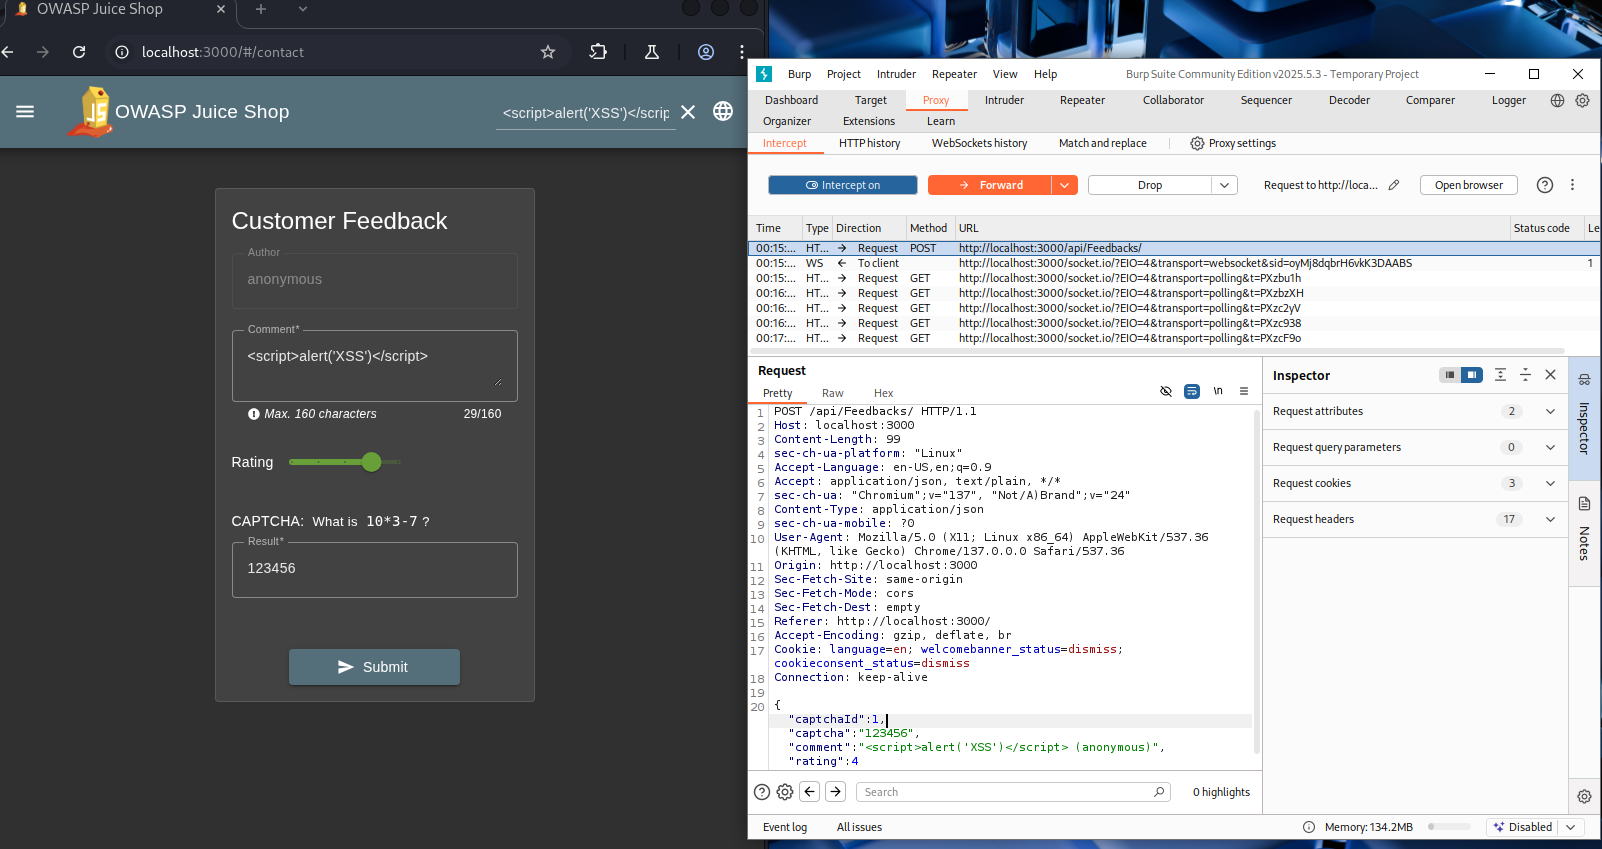 OWASP Juice Shop
localhost:3000/#/contact
OWASP Juice Shop
<script>alert('XSS')</scrip
Customer Feedback
Author
anonymous
Comment*
<script>alert('XSS')</script>
Max. 160 characters 29/160
Rating
CAPTCHA: What is 10*3-7 ?
Result*
123456
Submit
Burp Project Intruder Repeater View Help Burp Suite Community Edition v2025.5.3 - Temporary Project
Dashboard Target Proxy Intruder Repeater Collaborator Sequencer Decoder Comparer Logger
Organizer Extensions Learn
Intercept HTTP history WebSockets history Match and replace Proxy settings
Intercept on Forward Drop Request to http://loca... Open browser
Time Type Direction Method URL Status code Le
00:15:... HT... → Request POST http://localhost:3000/api/Feedbacks/
00:15:... WS ← To client http://localhost:3000/socket.io/?EIO=4&transport=websocket&sid=oyMj8dqbrH6vkK3DAABS 1
00:15:... HT... → Request GET http://localhost:3000/socket.io/?EIO=4&transport=polling&t=PXzbu1h
00:16:... HT... → Request GET http://localhost:3000/socket.io/?EIO=4&transport=polling&t=PXzbzXH
00:16:... HT... → Request GET http://localhost:3000/socket.io/?EIO=4&transport=polling&t=PXzc2yV
00:16:... HT... → Request GET http://localhost:3000/socket.io/?EIO=4&transport=polling&t=PXzc938
00:17:... HT... → Request GET http://localhost:3000/socket.io/?EIO=4&transport=polling&t=PXzcF9o
Request
Pretty Raw Hex \n
1 POST /api/Feedbacks/ HTTP/1.1
2 Host: localhost:3000
3 Content-Length: 99
4 sec-ch-ua-platform: "Linux"
5 Accept-Language: en-US,en;q=0.9
6 Accept: application/json, text/plain, */*
7 sec-ch-ua: "Chromium";v="137", "Not/A)Brand";v="24"
8 Content-Type: application/json
9 sec-ch-ua-mobile: ?0
10 User-Agent: Mozilla/5.0 (X11; Linux x86_64) AppleWebKit/537.36
(KHTML, like Gecko) Chrome/137.0.0.0 Safari/537.36
11 Origin: http://localhost:3000
12 Sec-Fetch-Site: same-origin
13 Sec-Fetch-Mode: cors
14 Sec-Fetch-Dest: empty
15 Referer: http://localhost:3000/
16 Accept-Encoding: gzip, deflate, br
17 Cookie: language=en; welcomebanner_status=dismiss;
cookieconsent_status=dismiss
18 Connection: keep-alive
19
20 {
"captchaId":1,
"captcha":"123456",
"comment":"<script>alert('XSS')</script> (anonymous)",
"rating":4
Search 0 highlights
Inspector
Request attributes 2
Request query parameters 0
Request cookies 3
Request headers 17
Inspector
Notes
Event log All issues Memory: 134.2MB Disabled